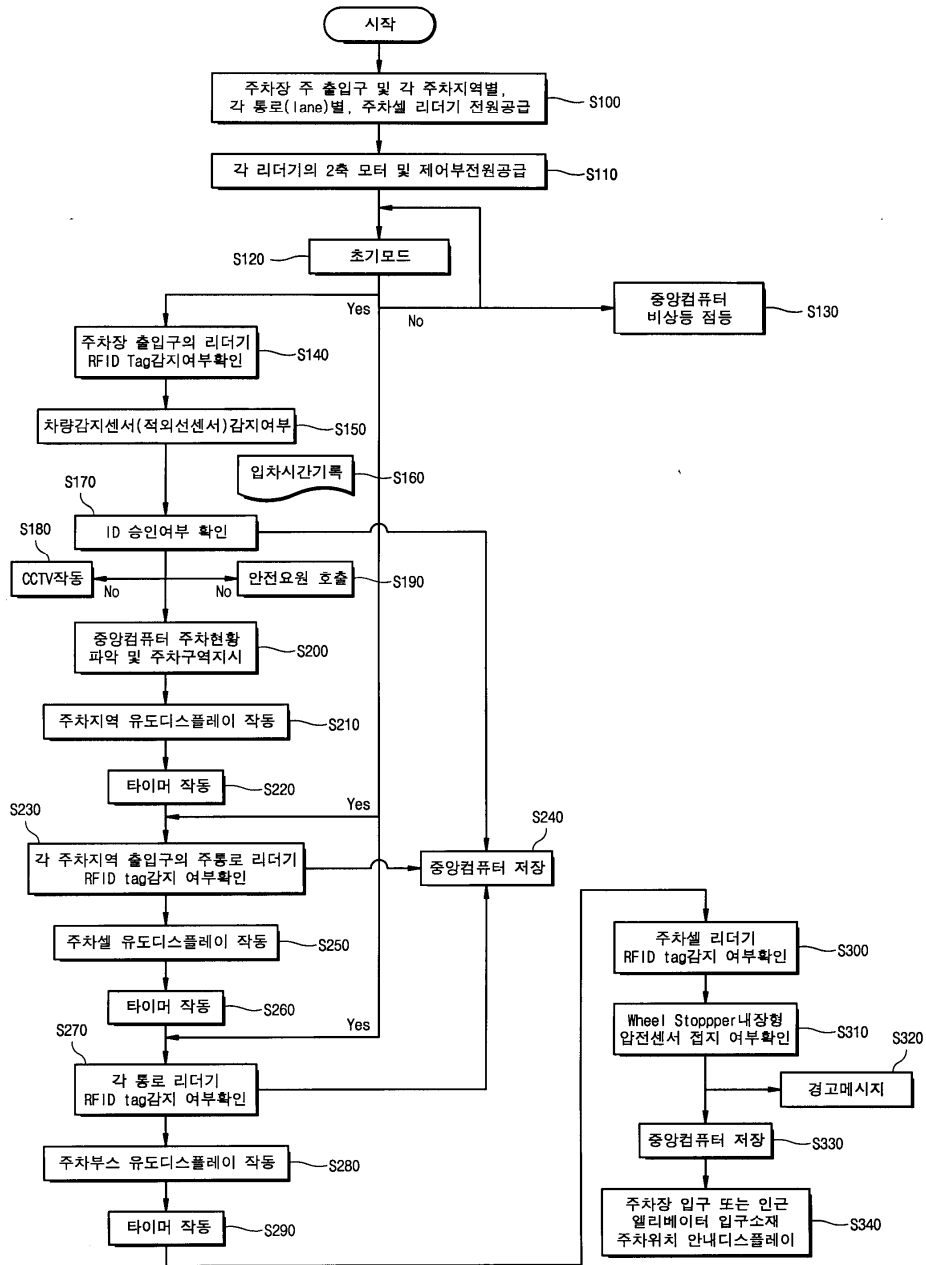 시작
주차장 주 출입구 및 각 주차지역별,
각 통로(lane)별, 주차셀 리더기 전원공급
S100
각 리더기의 2축 모터 및 제어부전원공급
S110
S120
초기모드
Yes
No
중앙컴퓨터
비상등 점등
S130
주차장 출입구의 리더기
RFID Tag감지여부확인
S140
차량감지센서(적외선센서)감지여부
S150
입차시간기록
S160
S170
ID 승인여부 확인
S180
CCTV작동
No
No
안전요원 호출
S190
중앙컴퓨터 주차현황
파악 및 주차구역지시
S200
주차지역 유도디스플레이 작동
S210
타이머 작동
S220
Yes
S230
각 주차지역 출입구의 주통로 리더기
RFID tag감지 여부확인
S240
중앙컴퓨터 저장
주차셀 유도디스플레이 작동
S250
타이머 작동
S260
Yes
S270
각 통로 리더기
RFID tag감지 여부확인
주차부스 유도디스플레이 작동
S280
타이머 작동
S290
주차셀 리더기
RFID tag감지 여부확인
S300
Wheel Stoppper내장형
압전센서 접지 여부확인
S310
S320
경고메시지
중앙컴퓨터 저장
S330
주차장 입구 또는 인근
엘리베이터 입구소재
주차위치 안내디스플레이
S340